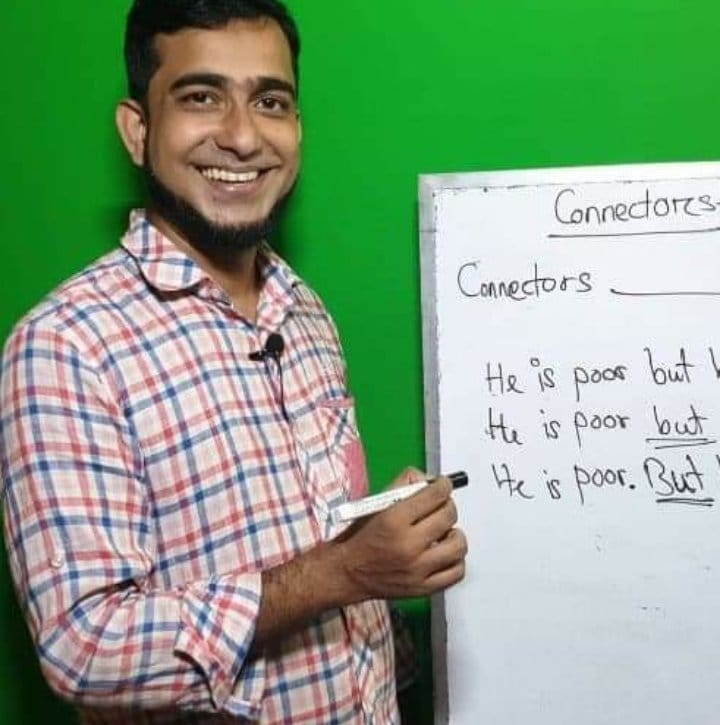 Connectors
Connectors
He is poor but
He is poor but
He is poor. But